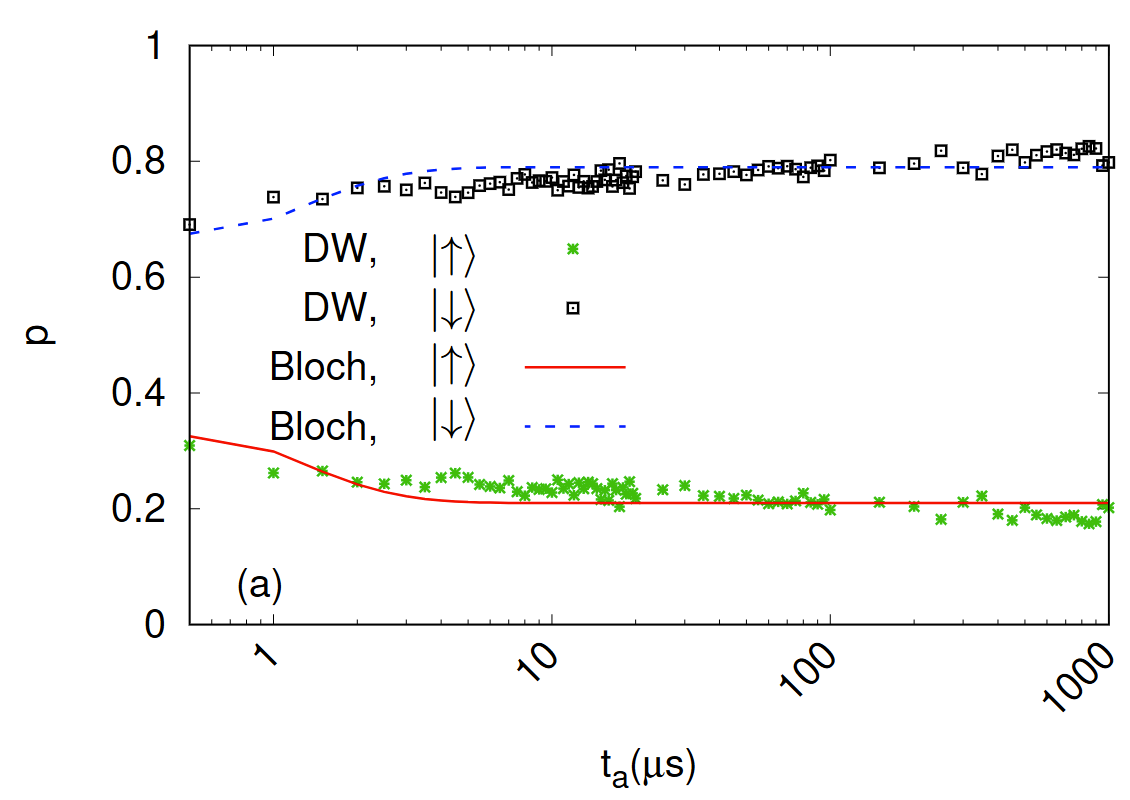 1
0.8
0.6
0.4
0.2
0
p
DW, |↑⟩
DW, |↓⟩
Bloch, |↑⟩
Bloch, |↓⟩
(a)
1 10 100 1000
tₐ(μs)